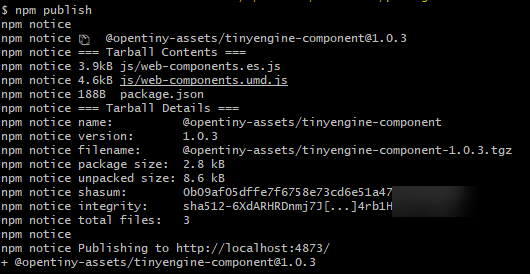 $ npm publish
npm notice
npm notice @opentiny-assets/tinyengine-component@1.0.3
npm notice === Tarball Contents ===
npm notice 3.9kB js/web-components.es.js
npm notice 4.6kB js/web-components.umd.js
npm notice 188B package.json
npm notice === Tarball Details ===
npm notice name: @opentiny-assets/tinyengine-component
npm notice version: 1.0.3
npm notice filename: @opentiny-assets/tinyengine-component-1.0.3.tgz
npm notice package size: 2.8 kB
npm notice unpacked size: 8.6 kB
npm notice shasum: 0b09af05dffe7f6758e73cd6e51a47
npm notice integrity: sha512-6XdARHRDnmj7J[...]4rb1H
npm notice total files: 3
npm notice
npm notice Publishing to http://localhost:4873/
+ @opentiny-assets/tinyengine-component@1.0.3